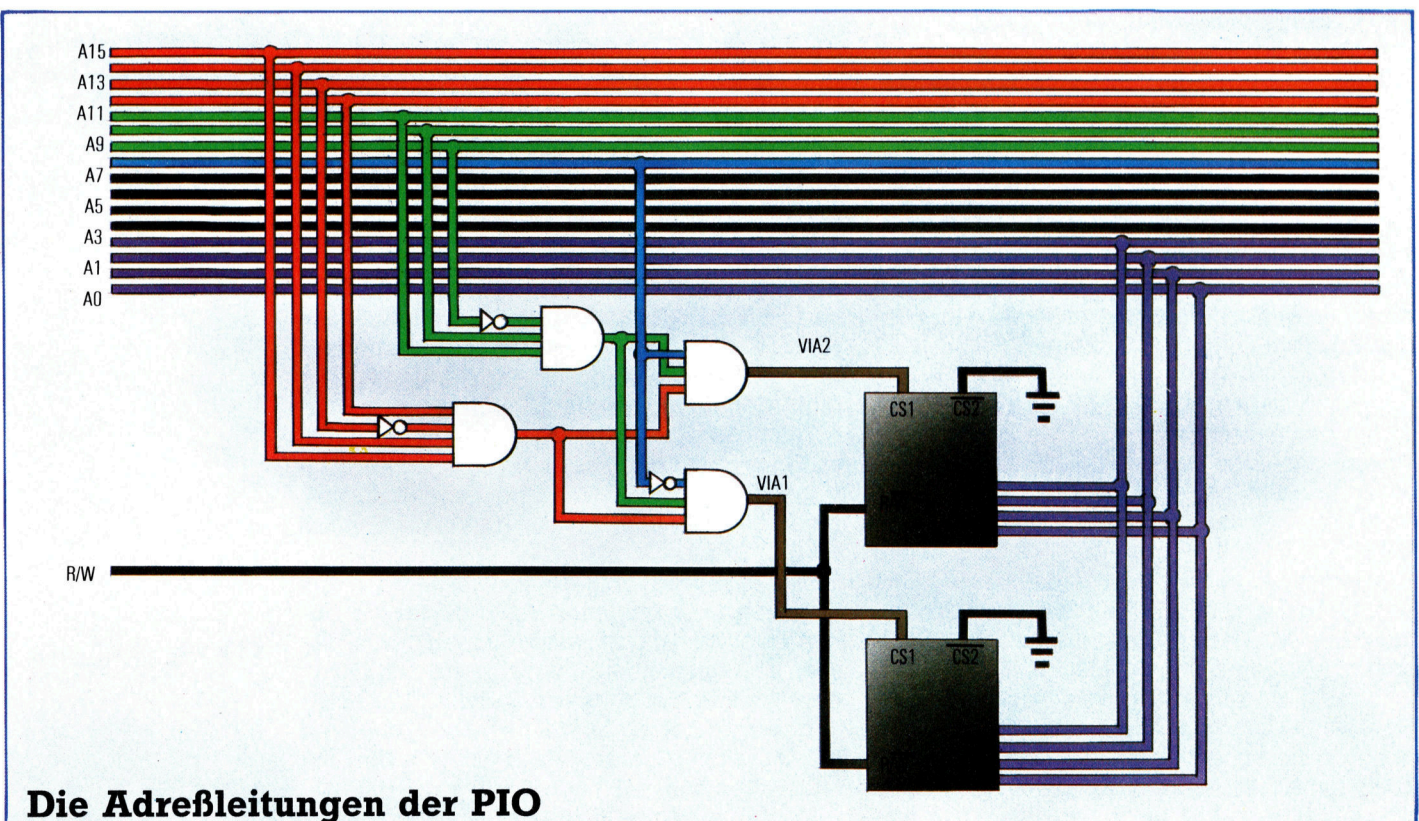 A15
A13
A11
A9
A7
A5
A3
A1
A0
VIA2
CS1
CS2
VIA1
R/W
CS1
CS2
Die Adreßleitungen der PIO